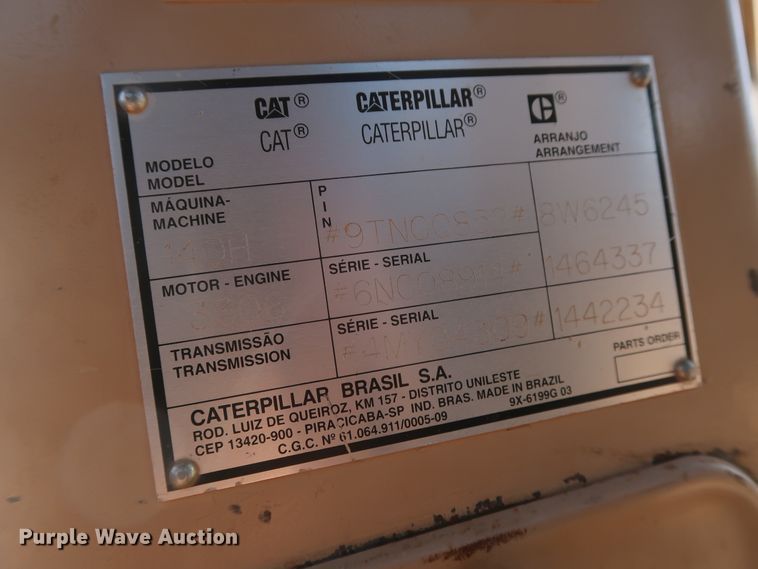 CAT® CATERPILLAR® C®
CAT® CATERPILLAR®
ARRANJO
ARRANGEMENT
MODELO
MODEL
MÁQUINA-
MACHINE
PIN
8W6245
MOTOR - ENGINE
SÉRIE - SERIAL
1464337
TRANSMISSÃO
TRANSMISSION
SÉRIE - SERIAL
1442234
PARTS ORDER
CATERPILLAR BRASIL S.A.
ROD. LUIZ DE QUEIROZ, KM 157 - DISTRITO UNILESTE
CEP 13420-900 - PIRACICABA-SP IND. BRAS. MADE IN BRAZIL
C.G.C. Nº 61.064.911/0005-09
9X-6199G 03
Purple Wave Auction